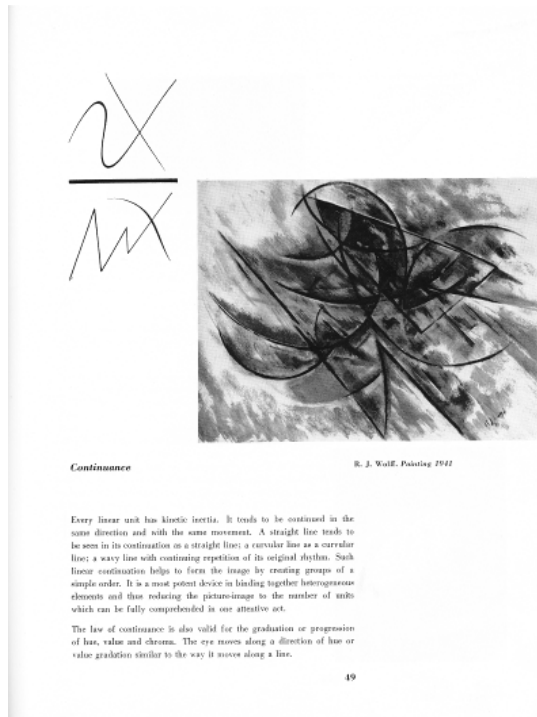 Continuance
R. J. Wolff. Painting 1941
Every linear unit has kinetic inertia. It tends to be continued in the
same direction and with the same movement. A straight line tends to
be seen in its continuation as a straight line; a curvular line as a curvular
line; a wavy line with continuing repetition of its original rhythm. Such
linear continuation helps to form the image by creating groups of a
simple order. It is a most potent device in binding together heterogeneous
elements and thus reducing the picture-image to the number of units
which can be fully comprehended in one attentive act.
The law of continuance is also valid for the graduation or progression
of hue, value and chroma. The eye moves along a direction of hue or
value gradation similar to the way it moves along a line.
49